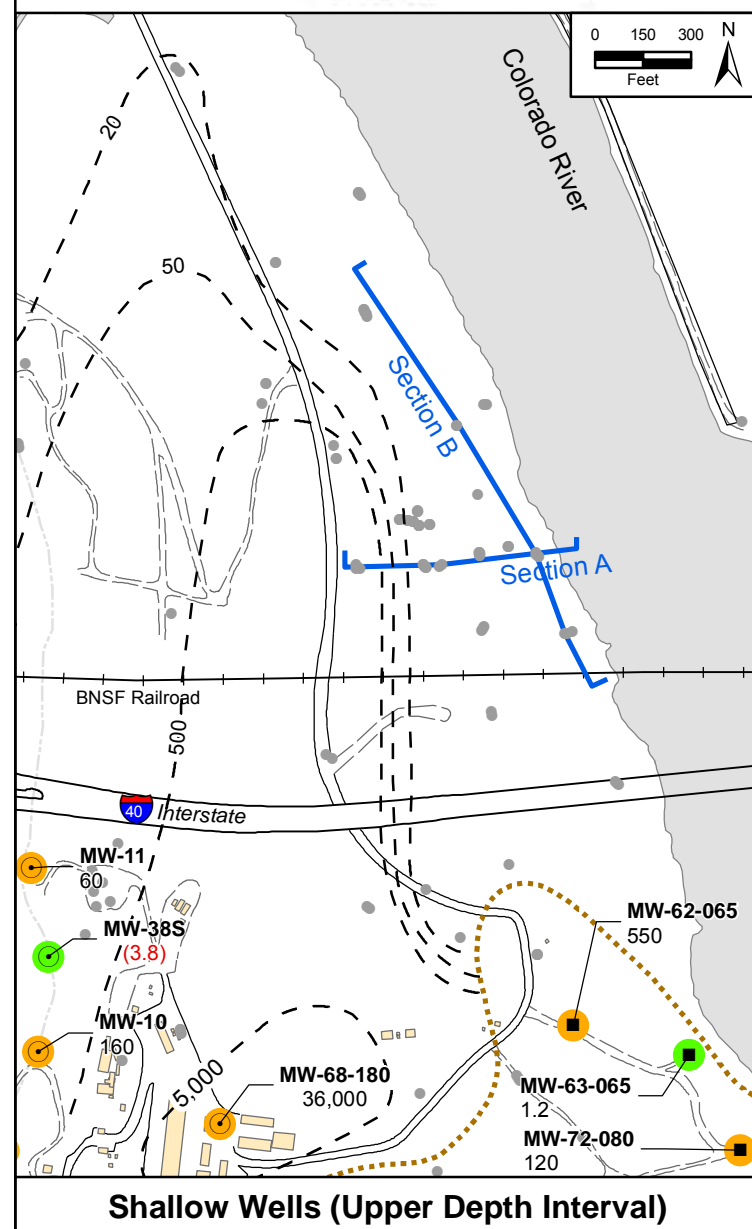 0 150 300
Feet
N
Colorado River
20
50
Section B
Section A
BNSF Railroad
500
40
Interstate
MW-11
60
MW-38S
(3.8)
MW-10
160
5,000
MW-68-180
36,000
MW-62-065
550
MW-63-065
1.2
MW-72-080
120
Shallow Wells (Upper Depth Interval)